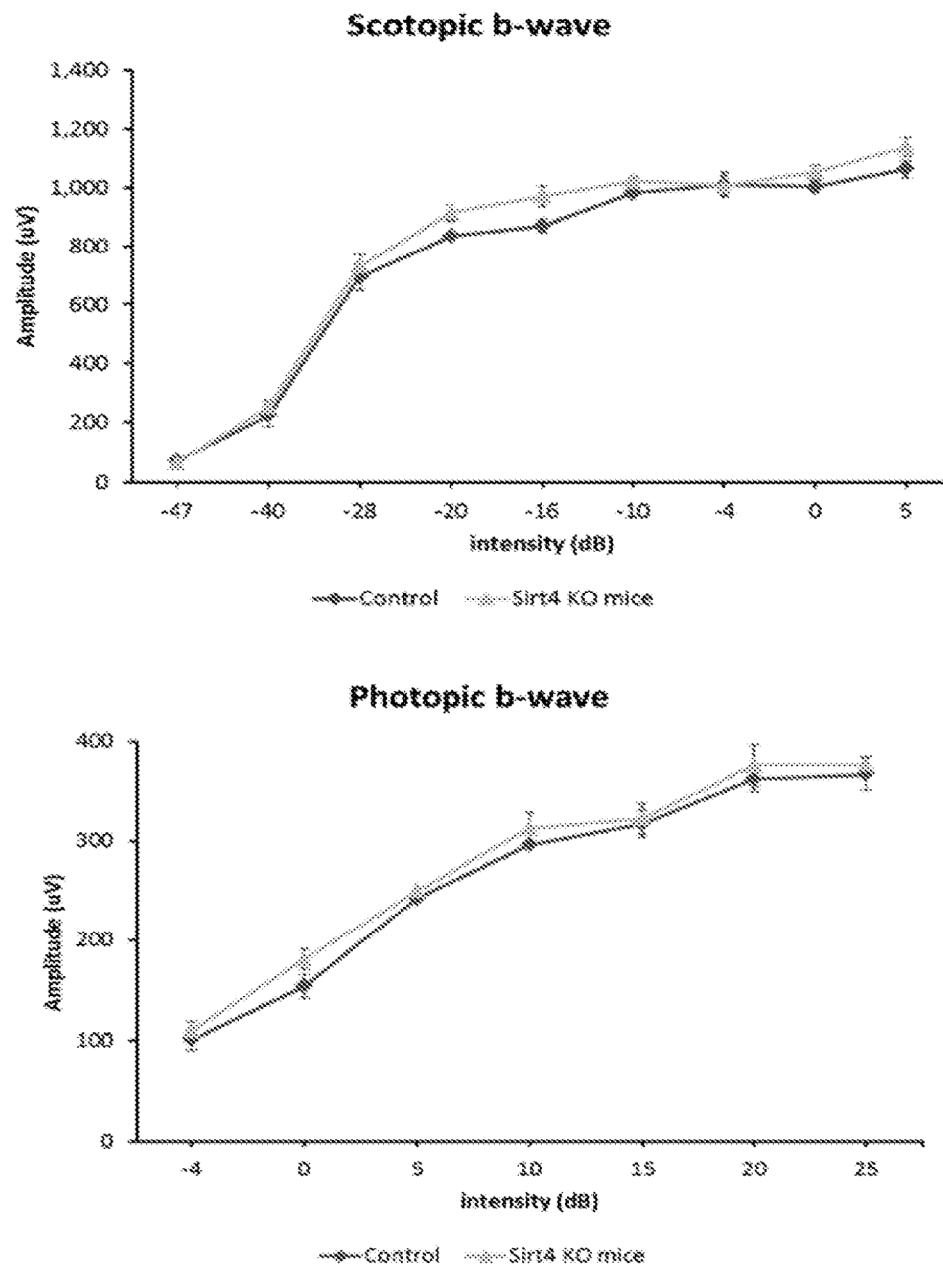 Scotopic b-wave
1,400
1,200
1,000
800
600
400
200
0
Amplitude (uV)
-47 -40 -28 -20 -16 -10 -4 0 5
intensity (dB)
Control Sirt4 KO mice
Photopic b-wave
400
300
200
100
0
Amplitude (uV)
-4 0 5 10 15 20 25
intensity (dB)
Control Sirt4 KO mice